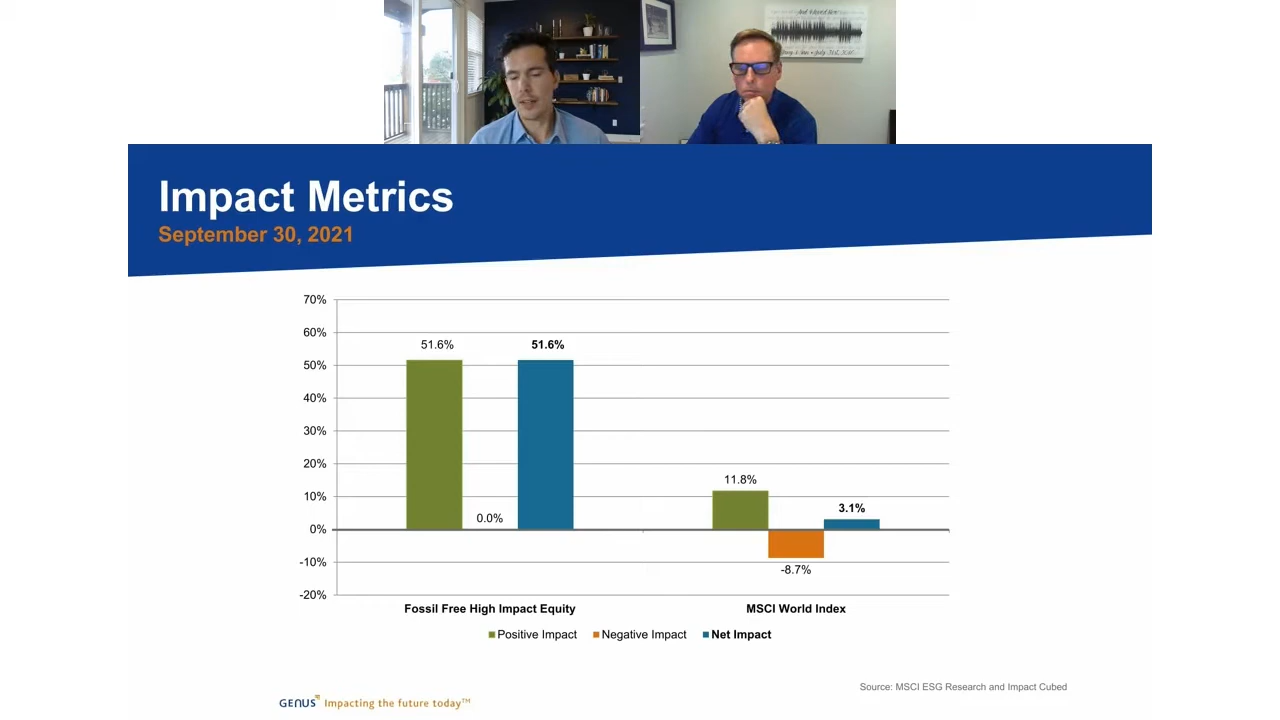 Impact Metrics
September 30, 2021
70%
60%
50%
40%
30%
20%
10%
0%
-10%
-20%
51.6%
0.0%
51.6%
11.8%
-8.7%
3.1%
Fossil Free High Impact Equity
MSCI World Index
Positive Impact
Negative Impact
Net Impact
Source: MSCI ESG Research and Impact Cubed
GENUS Impacting the future today™